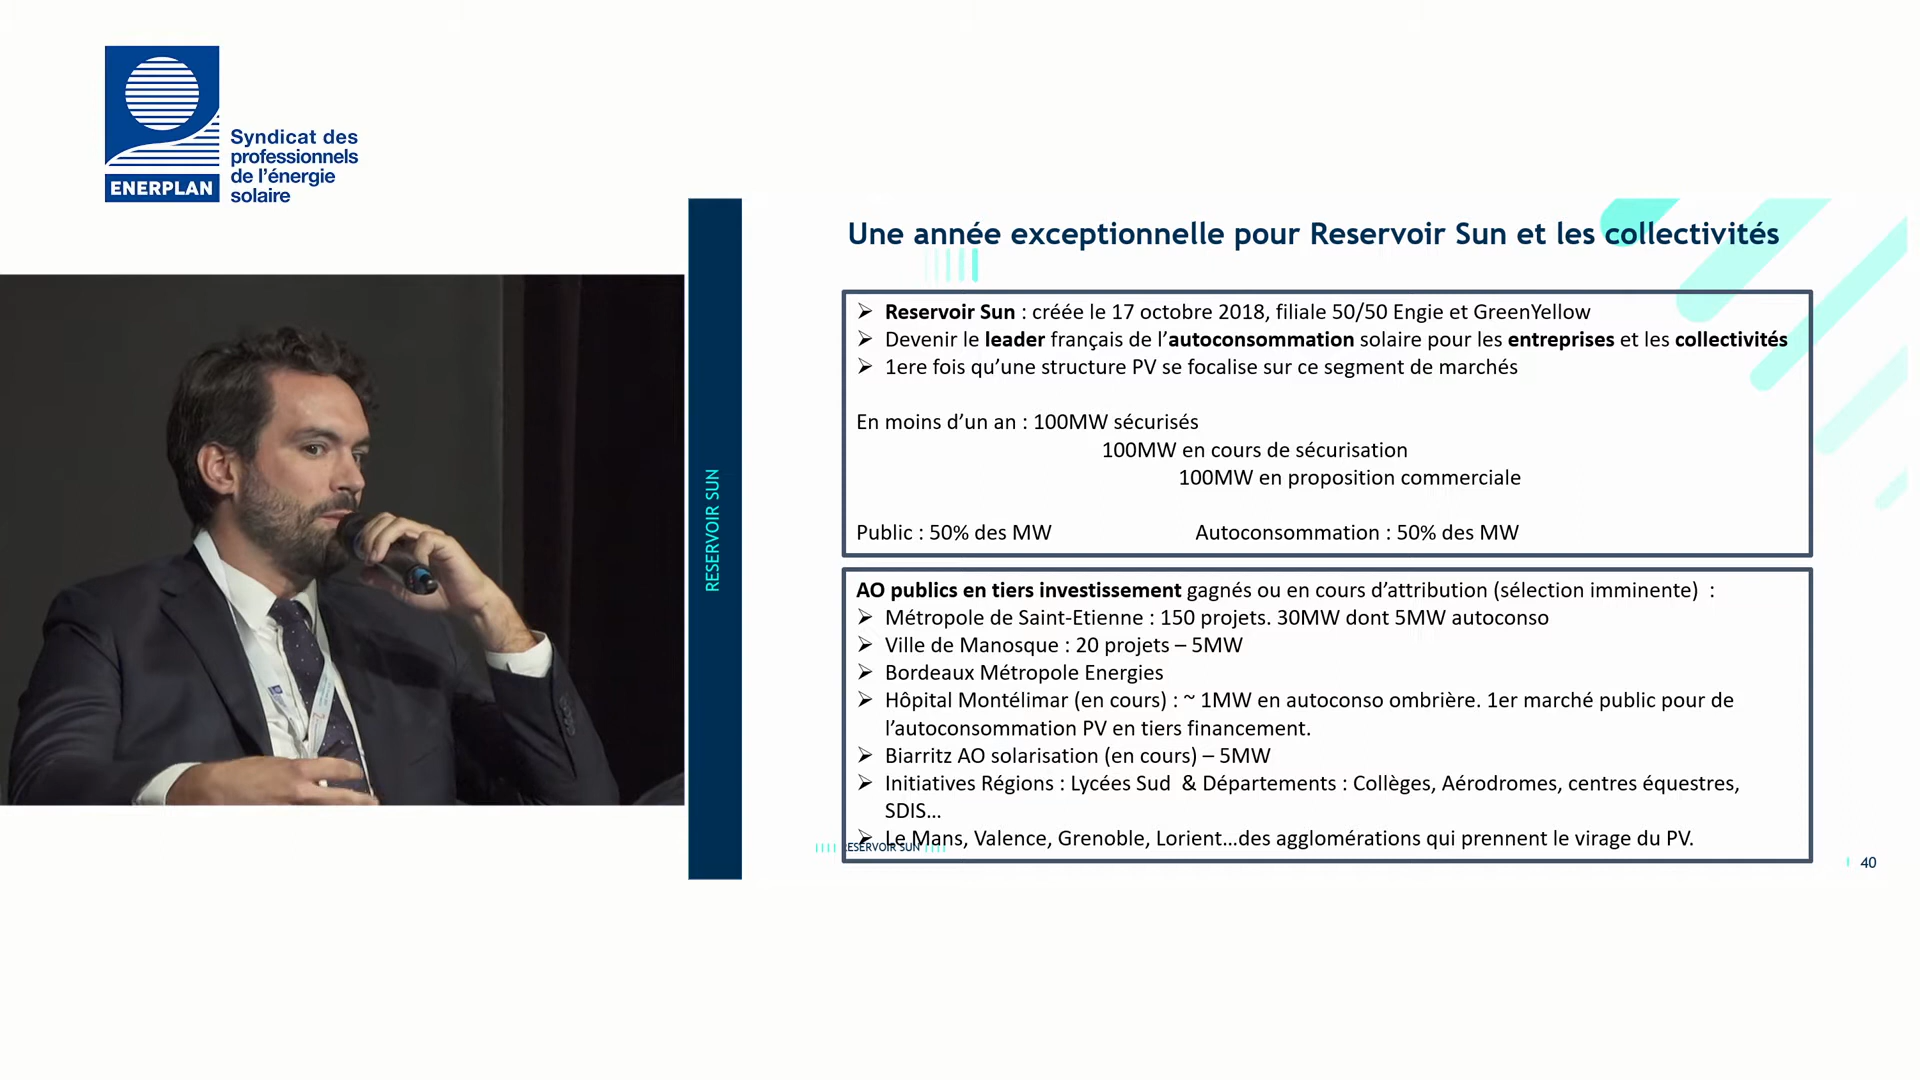 ENERPLAN
Syndicat des
professionnels
de l'énergie
solaire
RESERVOIR SUN
Une année exceptionnelle pour Reservoir Sun et les collectivités
➢ Reservoir Sun : créée le 17 octobre 2018, filiale 50/50 Engie et GreenYellow
➢ Devenir le leader français de l'autoconsommation solaire pour les entreprises et les collectivités
➢ 1ere fois qu'une structure PV se focalise sur ce segment de marchés
En moins d'un an : 100MW sécurisés
100MW en cours de sécurisation
100MW en proposition commerciale
Public : 50% des MW Autoconsommation : 50% des MW
AO publics en tiers investissement gagnés ou en cours d'attribution (sélection imminente) :
➢ Métropole de Saint-Etienne : 150 projets. 30MW dont 5MW autoconso
➢ Ville de Manosque : 20 projets – 5MW
➢ Bordeaux Métropole Energies
➢ Hôpital Montélimar (en cours) : ~ 1MW en autoconso ombrière. 1er marché public pour de
l'autoconsommation PV en tiers financement.
➢ Biarritz AO solarisation (en cours) – 5MW
➢ Initiatives Régions : Lycées Sud & Départements : Collèges, Aérodromes, centres équestres,
SDIS...
➢ Le Mans, Valence, Grenoble, Lorient...des agglomérations qui prennent le virage du PV.
RESERVOIR SUN
40